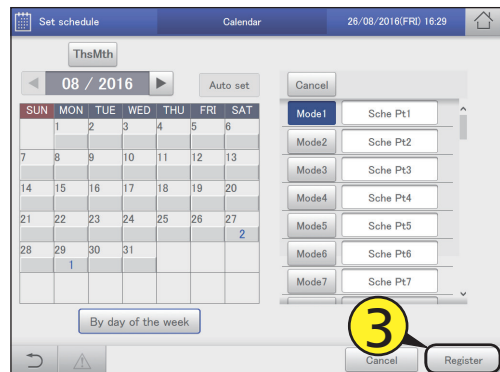 Set schedule Calendar 26/08/2016(FRI) 16:29
ThsMth
08 / 2016 Auto set Cancel
SUN MON TUE WED THU FRI SAT
1 2 3 4 5 6
7 8 9 10 11 12 13
14 15 16 17 18 19 20
21 22 23 24 25 26 27
2
28 29 30 31
1
By day of the week
Mode1 Sche Pt1
Mode2 Sche Pt2
Mode3 Sche Pt3
Mode4 Sche Pt4
Mode5 Sche Pt5
Mode6 Sche Pt6
Mode7 Sche Pt7
3
Cancel Register